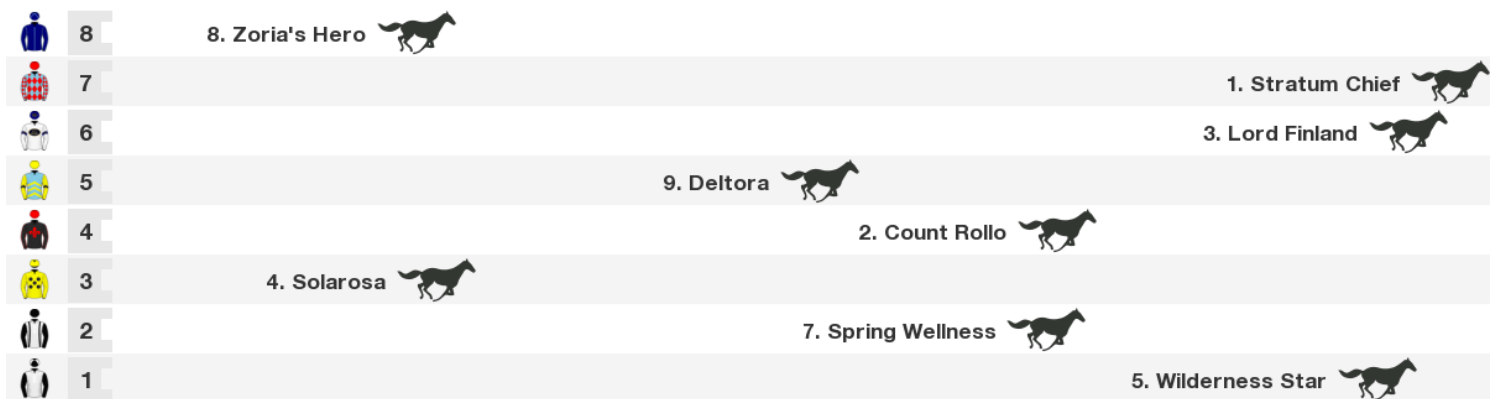 8 8. Zoria's Hero
7 1. Stratum Chief
6 3. Lord Finland
5 9. Deltora
4 2. Count Rollo
3 4. Solarosa
2 7. Spring Wellness
1 5. Wilderness Star